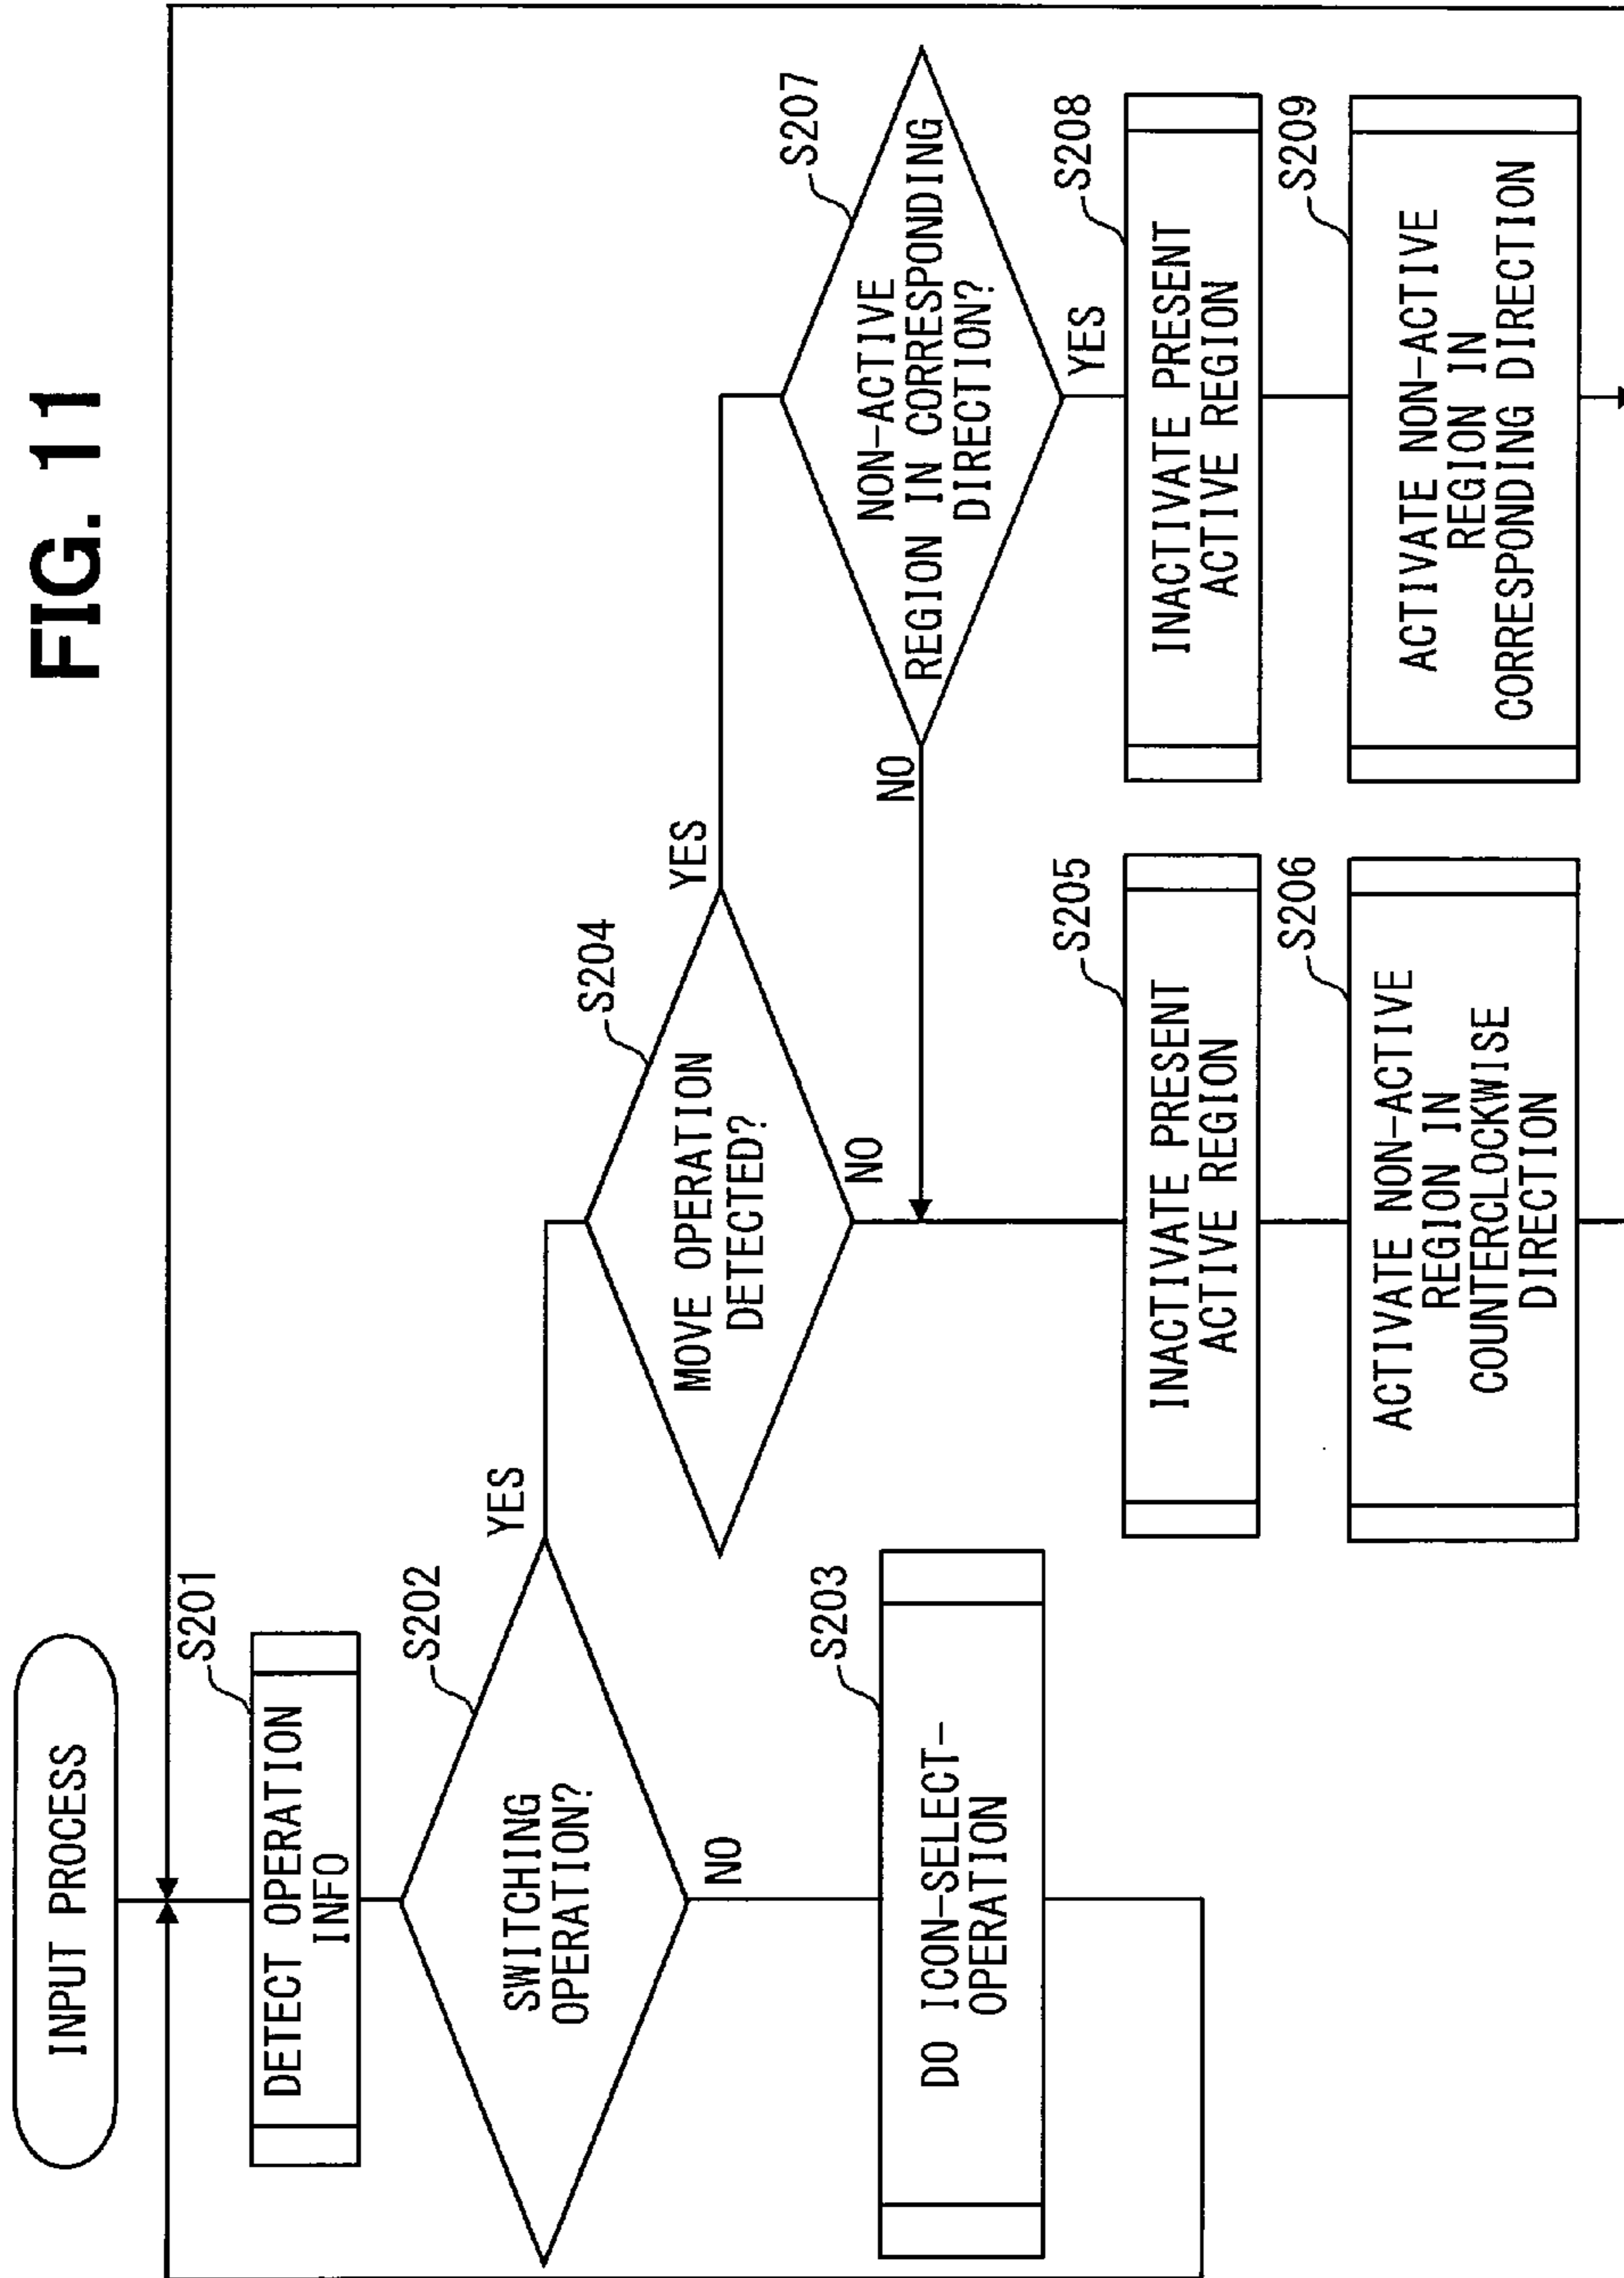 FIG. 11
INPUT PROCESS
S201
DETECT OPERATION
INFO
S202
SWITCHING
OPERATION?
YES
NO
S203
DO ICON-SELECT-
OPERATION
S204
MOVE OPERATION
DETECTED?
YES
NO
S205
INACTIVATE PRESENT
ACTIVE REGION
S206
ACTIVATE NON-ACTIVE
REGION IN
COUNTERCLOCKWISE
DIRECTION
S207
NON-ACTIVE
REGION IN CORRESPONDING
DIRECTION?
NO
YES
S208
INACTIVATE PRESENT
ACTIVE REGION
S209
ACTIVATE NON-ACTIVE
REGION IN
CORRESPONDING DIRECTION